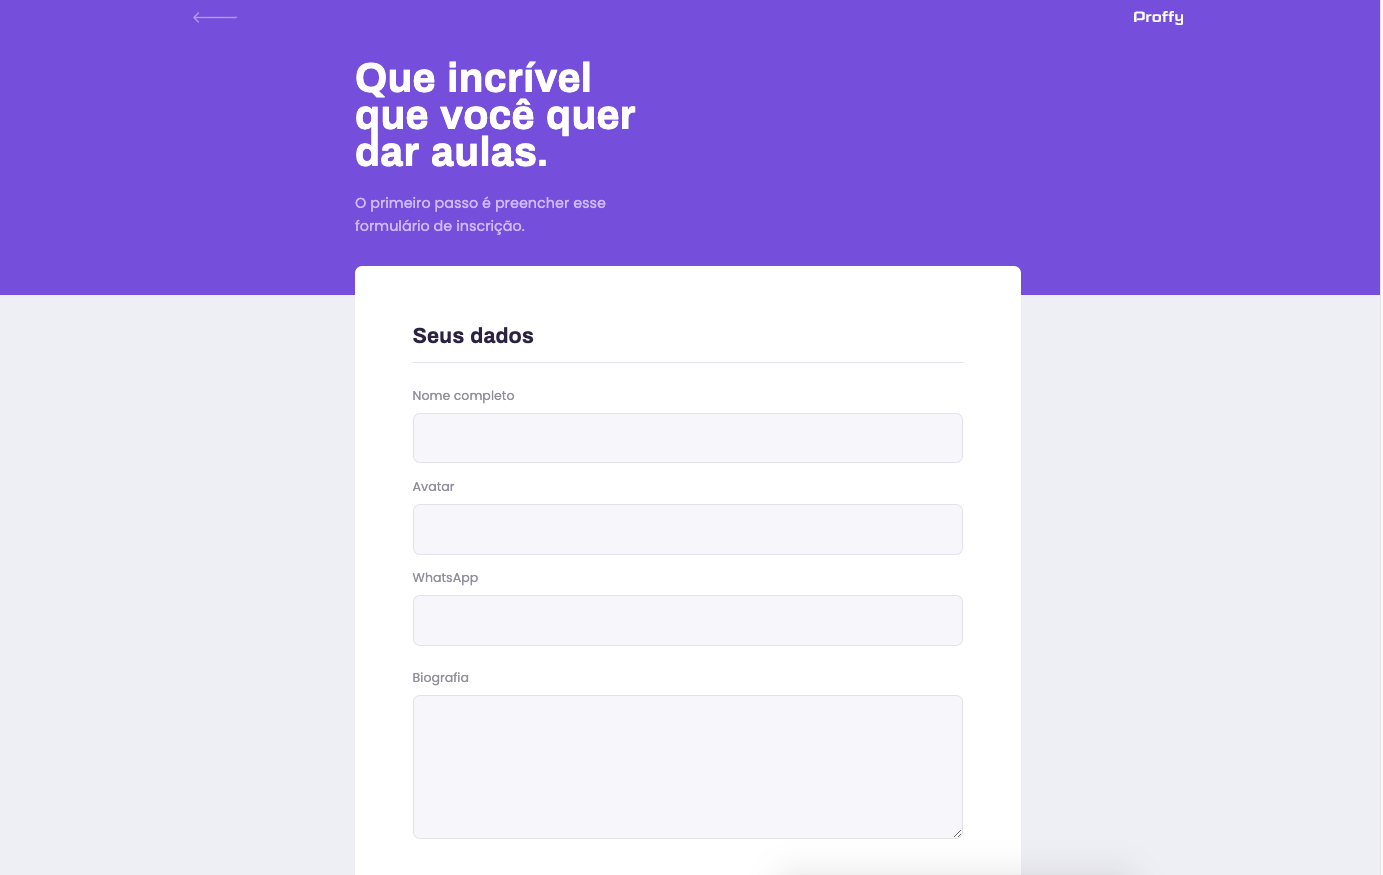 Proffy
Que incrível
que você quer
dar aulas.
O primeiro passo é preencher esse
formulário de inscrição.
Seus dados
Nome completo
Avatar
WhatsApp
Biografia